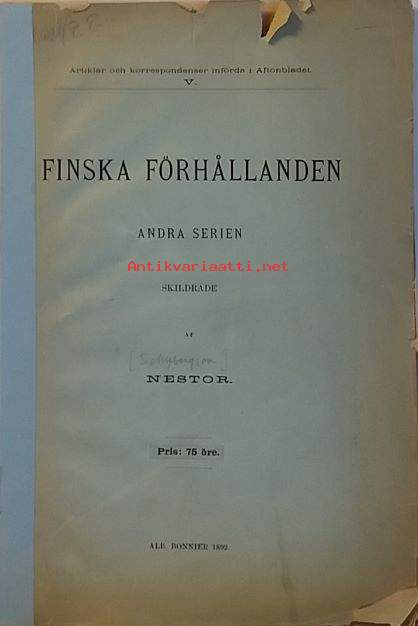 Artiklar och korrespondenser införda i Aftonbladet.
V.
FINSKA FÖRHÅLLANDEN
ANDRA SERIEN
Antikvariaatti.net
SKILDRADE
AF
NESTOR.
Pris: 75 öre.
ALB. BONNIER 1892